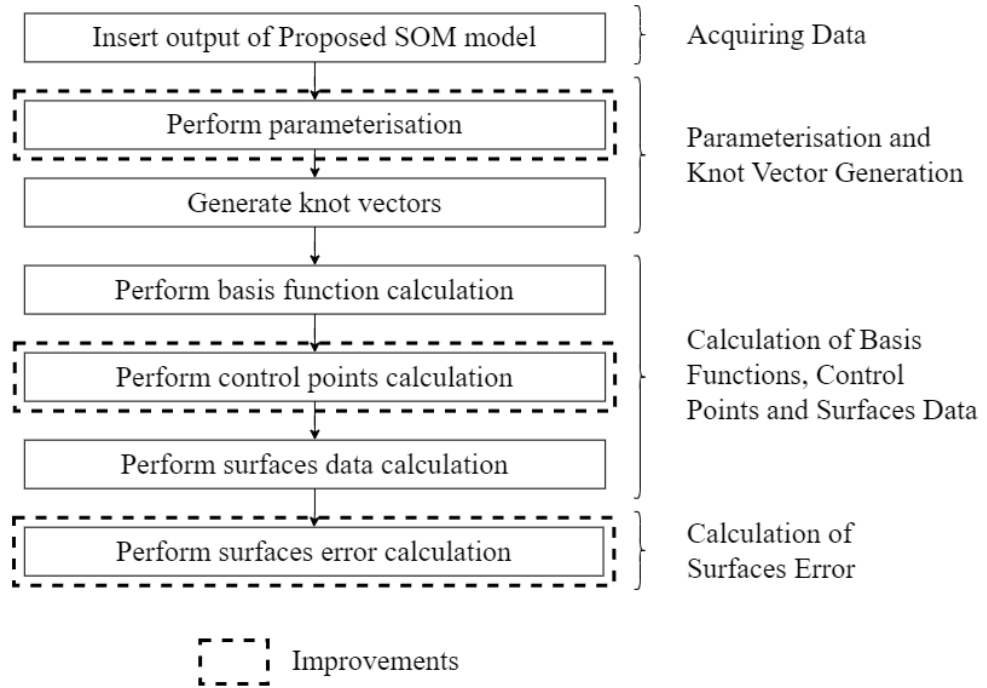 Insert output of Proposed SOM model
Acquiring Data
Perform parameterisation
Generate knot vectors
Parameterisation and
Knot Vector Generation
Perform basis function calculation
Perform control points calculation
Perform surfaces data calculation
Calculation of Basis
Functions, Control
Points and Surfaces Data
Perform surfaces error calculation
Calculation of
Surfaces Error
Improvements